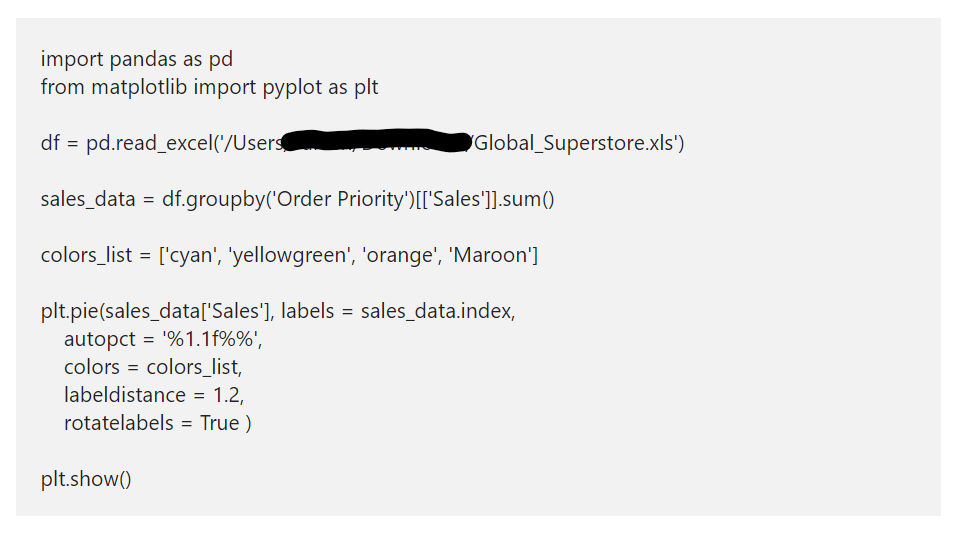 import pandas as pd
from matplotlib import pyplot as plt
df = pd.read_excel('/Users/Global_Superstore.xls')
sales_data = df.groupby('Order Priority')[['Sales']].sum()
colors_list = ['cyan', 'yellowgreen', 'orange', 'Maroon']
plt.pie(sales_data['Sales'], labels = sales_data.index,
autopct = '%1.1f%%',
colors = colors_list,
labeldistance = 1.2,
rotatelabels = True )
plt.show()